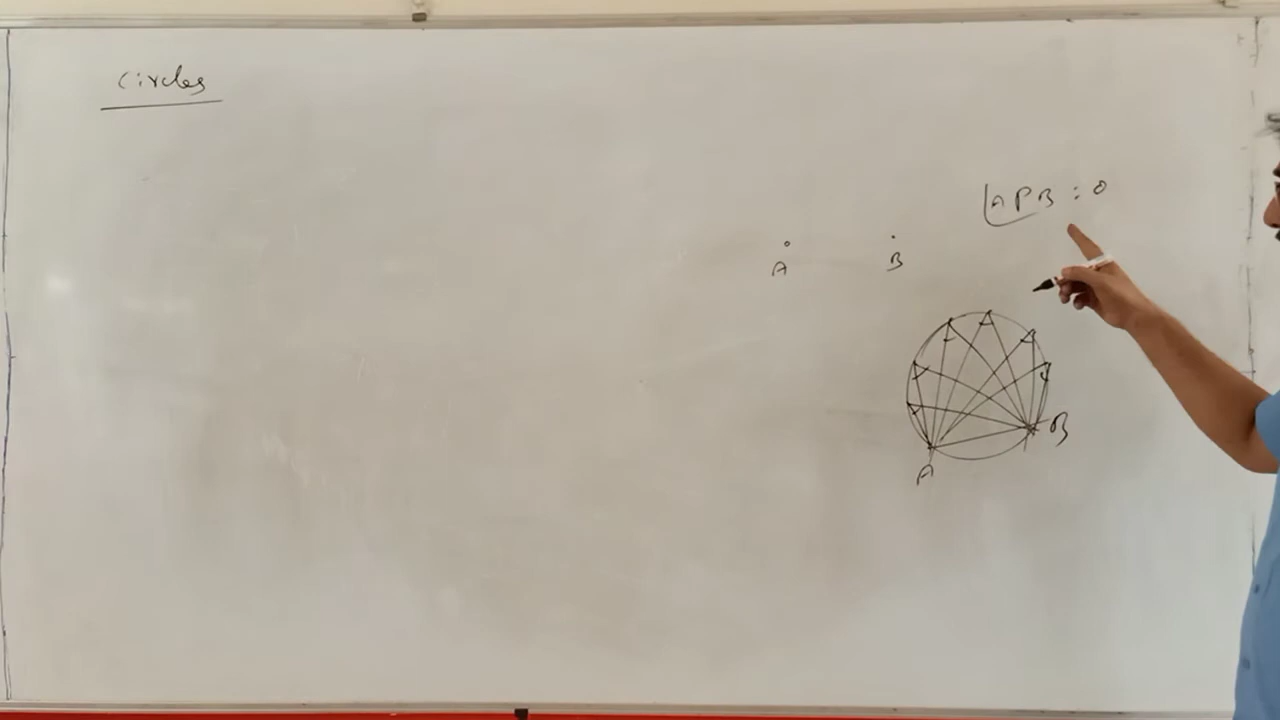 Circles
∠APB = θ
A B
B
A